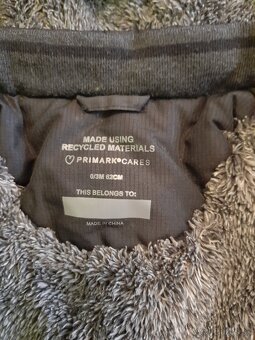 MADE USING
RECYCLED MATERIALS
PRIMARK®CARES
0/3M 62CM
THIS BELONGS TO:
MADE IN CHINA